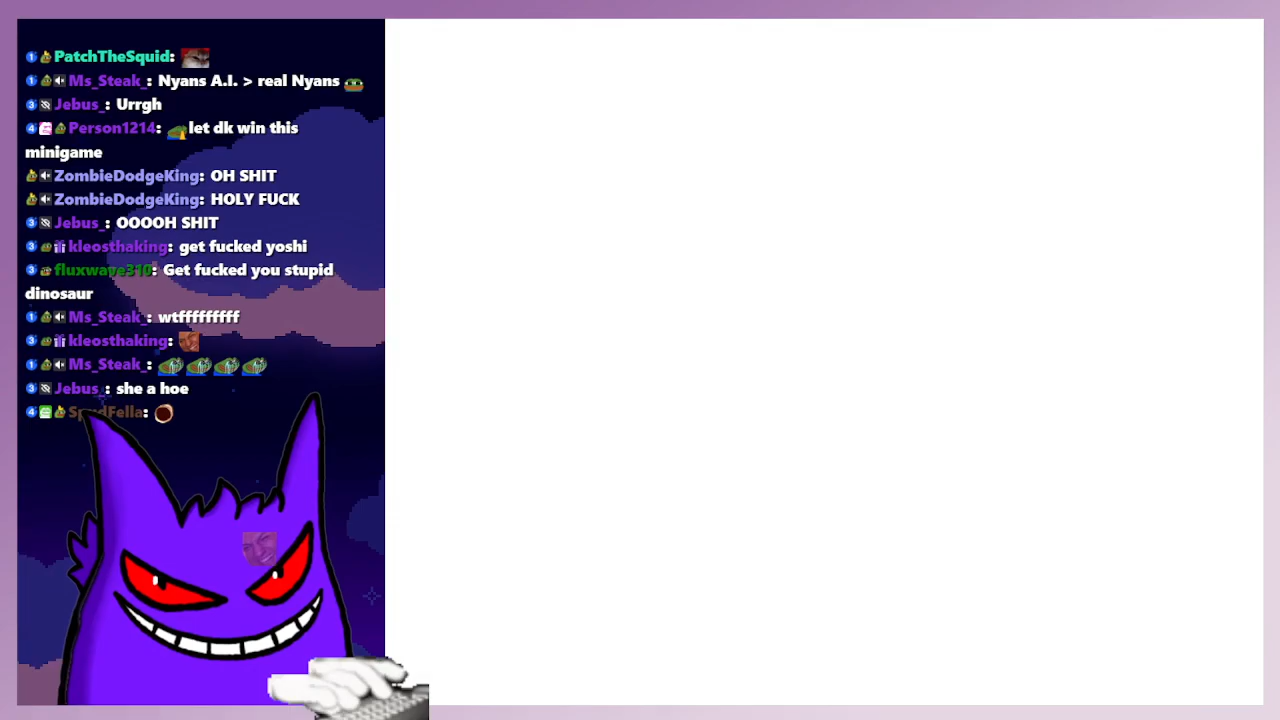 PatchTheSquid:
Ms_Steak_: Nyans A.I. > real Nyans
Jebus_: Urrgh
Person1214: let dk win this
minigame
ZombieDodgeKing: OH SHIT
ZombieDodgeKing: HOLY FUCK
Jebus_: OOOOH SHIT
kleosthaking: get fucked yoshi
fluxwave310: Get fucked you stupid
dinosaur
Ms_Steak_: wtfffffffff
kleosthaking:
Ms_Steak_:
Jebus_: she a hoe
SpudFella: